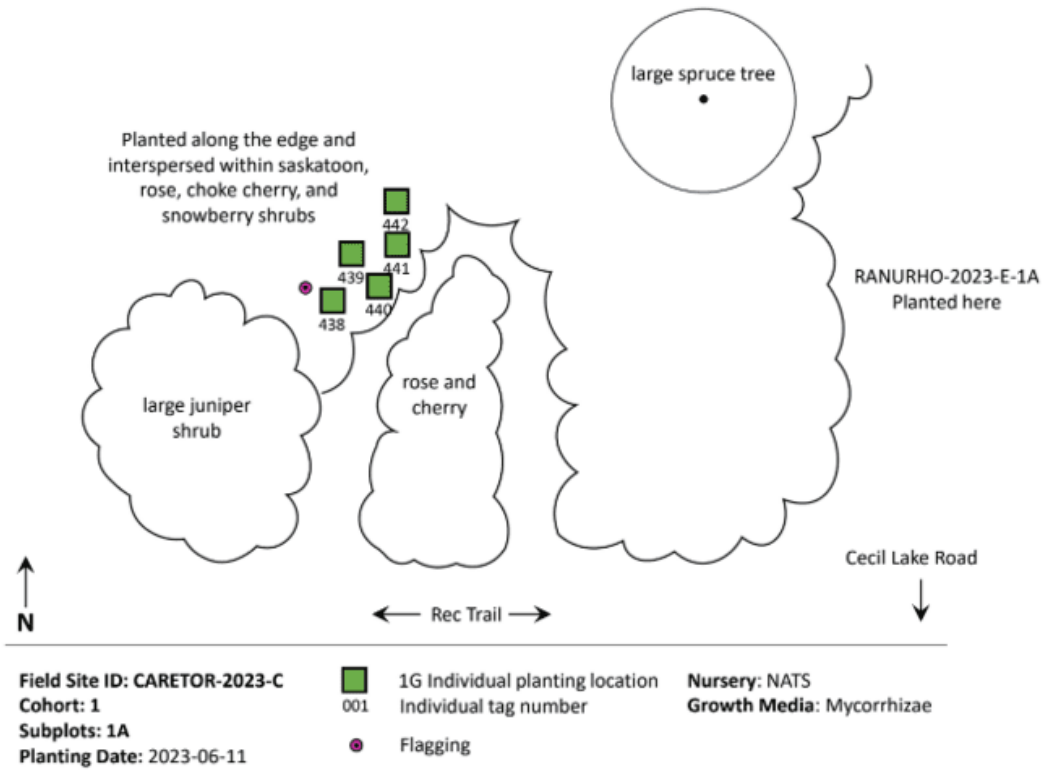 large spruce tree
Planted along the edge and
interspersed within saskatoon,
rose, choke cherry, and
snowberry shrubs
442
441
439
440
438
RANURHO-2023-E-1A
Planted here
rose and
cherry
large juniper
shrub
Cecil Lake Road
N
Rec Trail
Field Site ID: CARETOR-2023-C
Cohort: 1
Subplots: 1A
Planting Date: 2023-06-11
1G Individual planting location
001 Individual tag number
Flagging
Nursery: NATS
Growth Media: Mycorrhizae